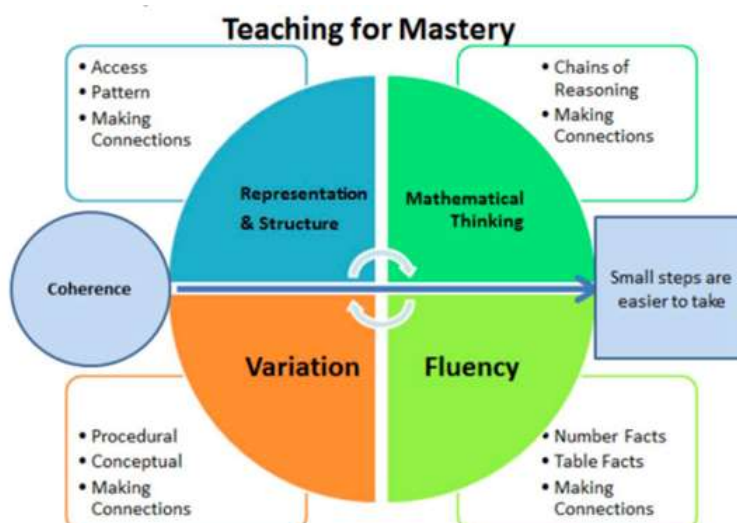 Teaching for Mastery
• Access
• Pattern
• Making
Connections
• Chains of
Reasoning
• Making
Connections
Representation
& Structure
Mathematical
Thinking
Coherence
Small steps are
easier to take
Variation
Fluency
• Procedural
• Conceptual
• Making
Connections
• Number Facts
• Table Facts
• Making
Connections